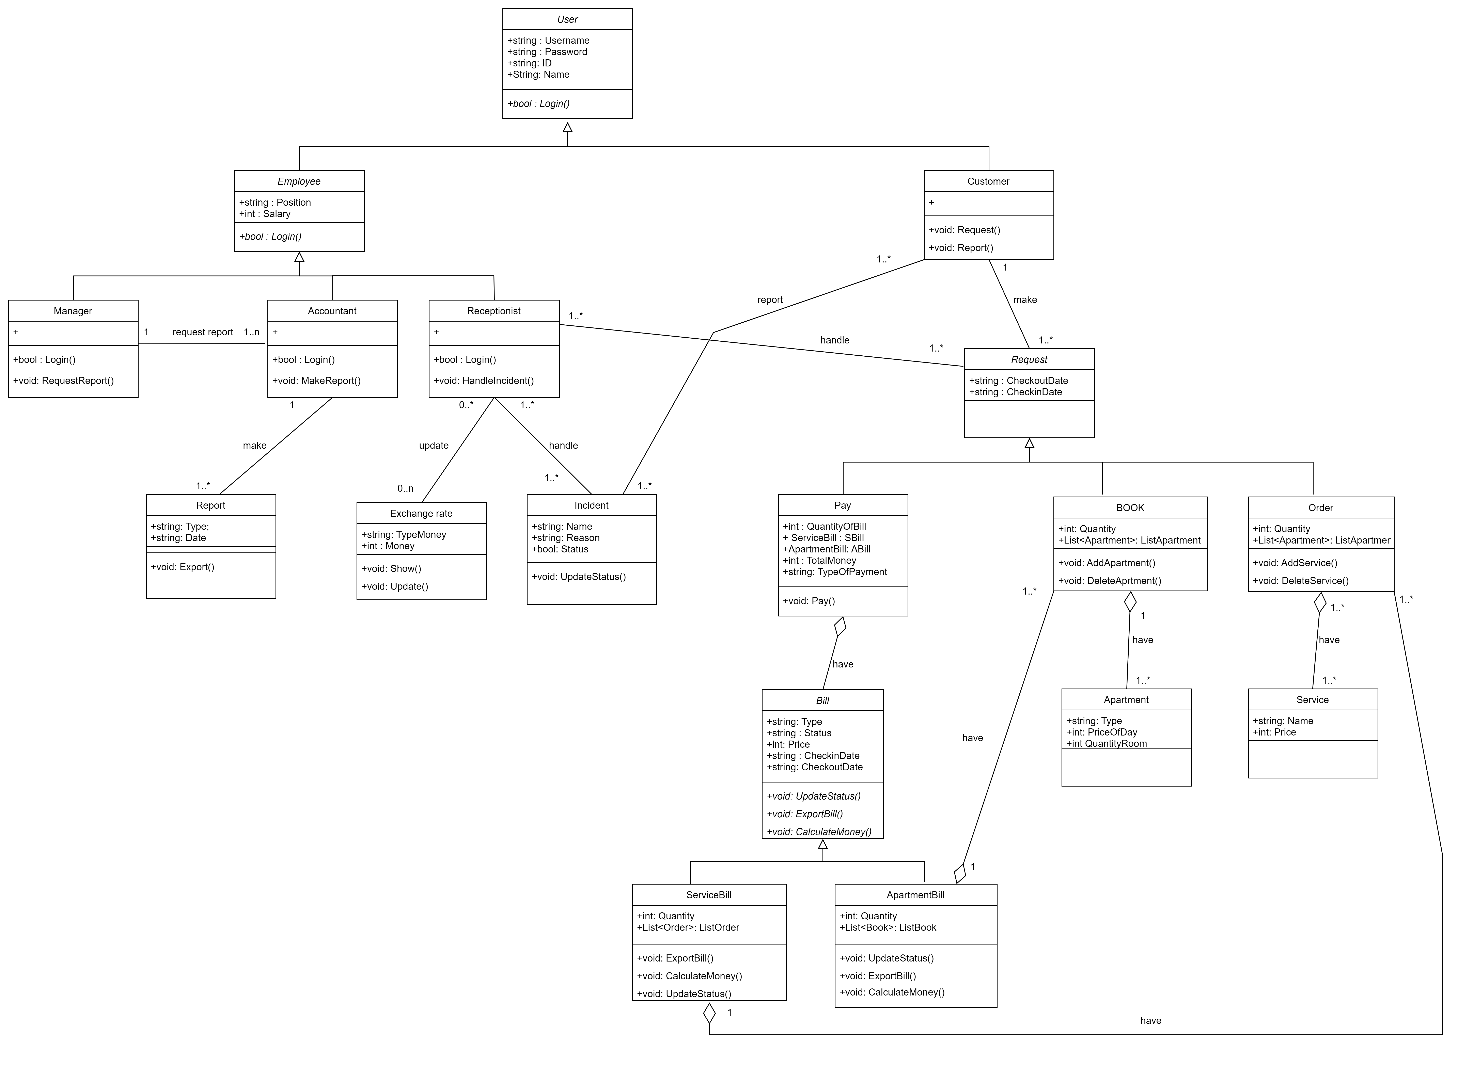 User
+string : Username
+string : Password
+string: ID
+String: Name
+bool : Login()
Employee
+string : Position
+int : Salary
+bool : Login()
Customer
+
+void: Request()
+void: Report()
1..*
1
report
make
Manager
+
+bool : Login()
+void: RequestReport()
1
request report
1..n
Accountant
+
+bool : Login()
+void: MakeReport()
Receptionist
+
+bool : Login()
+void: HandleIncident()
1..*
handle
1..*
1..*
Request
+string : CheckoutDate
+string : CheckinDate
1
0..*
1..*
make
update
handle
1..*
0..n
1..*
1..*
Report
+string: Type;
+string: Date
+void: Export()
Exchange rate
+string: TypeMoney
+int : Money
+void: Show()
+void: Update()
Incident
+string: Name
+string: Reason
+bool: Status
+void: UpdateStatus()
Pay
+int : QuantityOfBill
+ ServiceBill : SBill
+ApartmentBill: ABill
+int : TotalMoney
+string: TypeOfPayment
+void: Pay()
BOOK
+int: Quantity
+List<Apartment>: ListApartment
+void: AddApartment()
+void: DeleteAprtment()
Order
+int: Quantity
+List<Apartment>: ListApartmer
+void: AddService()
+void: DeleteService()
1..*
1
1..*
1..*
have
have
have
1..*
1..*
Bill
+string: Type
+string : Status
+int: Price
+string : CheckinDate
+string: CheckoutDate
+void: UpdateStatus()
+void: ExportBill()
+void: CalculateMoney()
Apartment
+string: Type
+int: PriceOfDay
+int QuantityRoom
Service
+string: Name
+int: Price
have
1
ServiceBill
+int: Quantity
+List<Order>: ListOrder
+void: ExportBill()
+void: CalculateMoney()
+void: UpdateStatus()
ApartmentBill
+int: Quantity
+List<Book>: ListBook
+void: UpdateStatus()
+void: ExportBill()
+void: CalculateMoney()
1
have